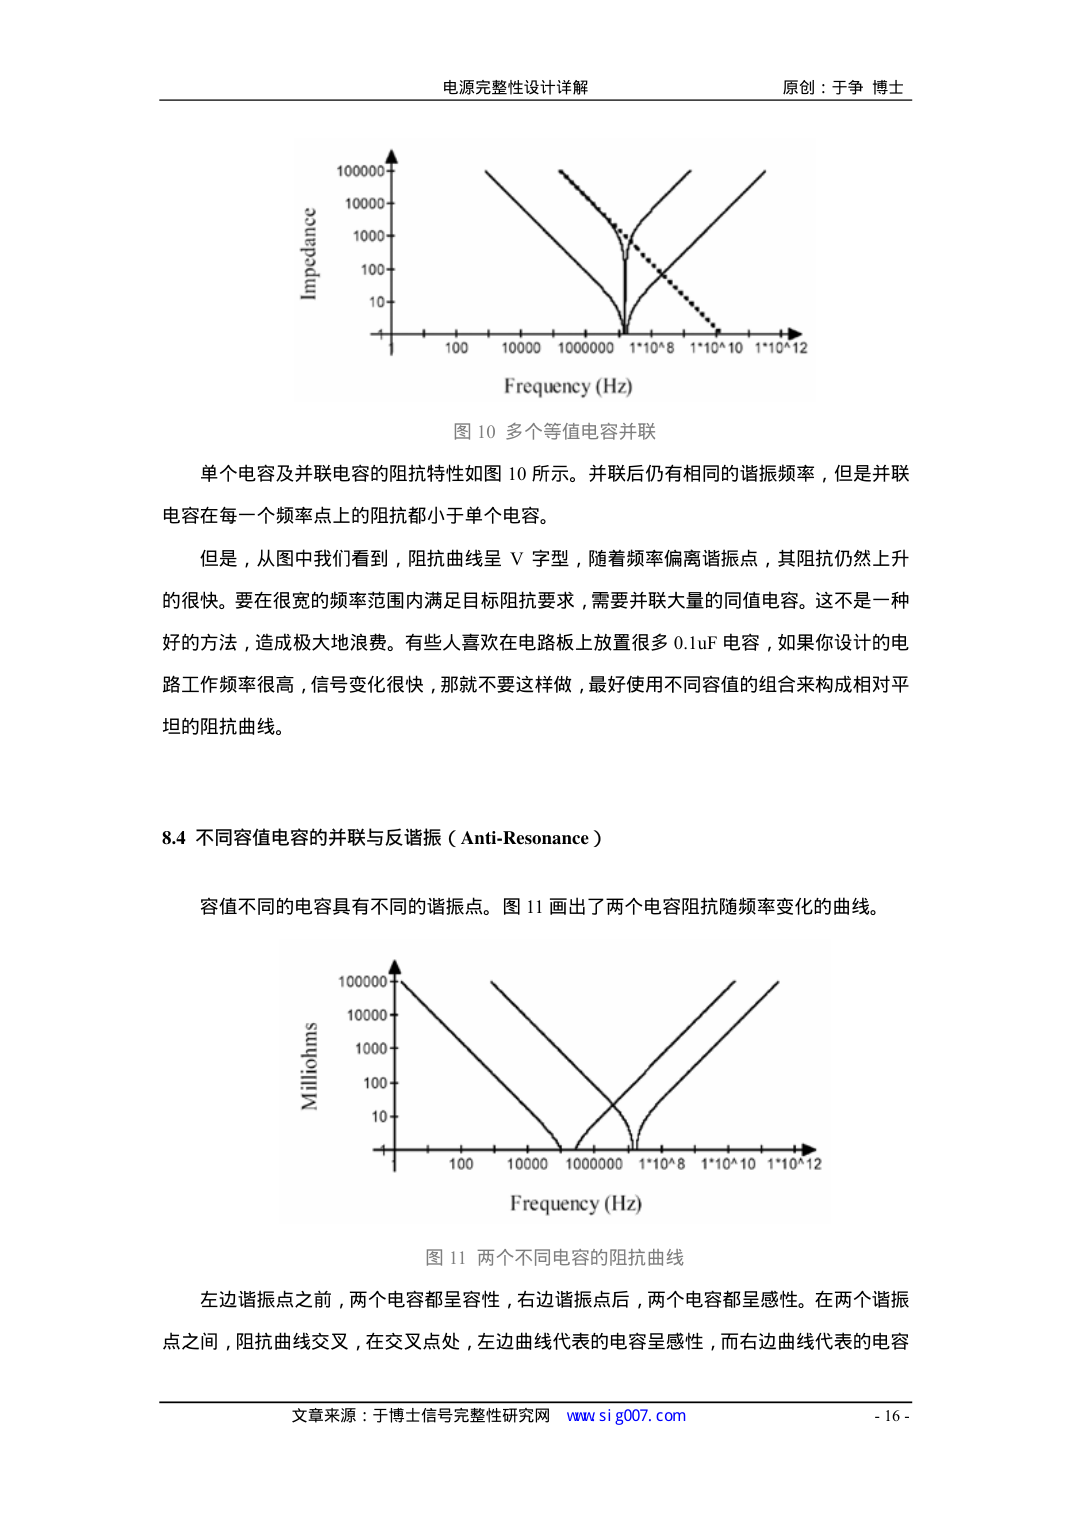 电源完整性设计详解 原创：于争 博士
100000
10000
1000
100
10
1
Impedance
1 100 10000 1000000 1*10^8 1*10^10 1*10^12
Frequency (Hz)
图 10 多个等值电容并联
单个电容及并联电容的阻抗特性如图 10 所示。并联后仍有相同的谐振频率，但是并联
电容在每一个频率点上的阻抗都小于单个电容。
但是，从图中我们看到，阻抗曲线呈 V 字型，随着频率偏离谐振点，其阻抗仍然上升
的很快。要在很宽的频率范围内满足目标阻抗要求，需要并联大量的同值电容。这不是一种
好的方法，造成极大地浪费。有些人喜欢在电路板上放置很多 0.1uF 电容，如果你设计的电
路工作频率很高，信号变化很快，那就不要这样做，最好使用不同容值的组合来构成相对平
坦的阻抗曲线。
8.4 不同容值电容的并联与反谐振（Anti-Resonance）
容值不同的电容具有不同的谐振点。图 11 画出了两个电容阻抗随频率变化的曲线。
100000
10000
1000
100
10
1
Milliohms
1 100 10000 1000000 1*10^8 1*10^10 1*10^12
Frequency (Hz)
图 11 两个不同电容的阻抗曲线
左边谐振点之前，两个电容都呈容性，右边谐振点后，两个电容都呈感性。在两个谐振
点之间，阻抗曲线交叉，在交叉点处，左边曲线代表的电容呈感性，而右边曲线代表的电容
文章来源：于博士信号完整性研究网 www.sig007.com - 16 -